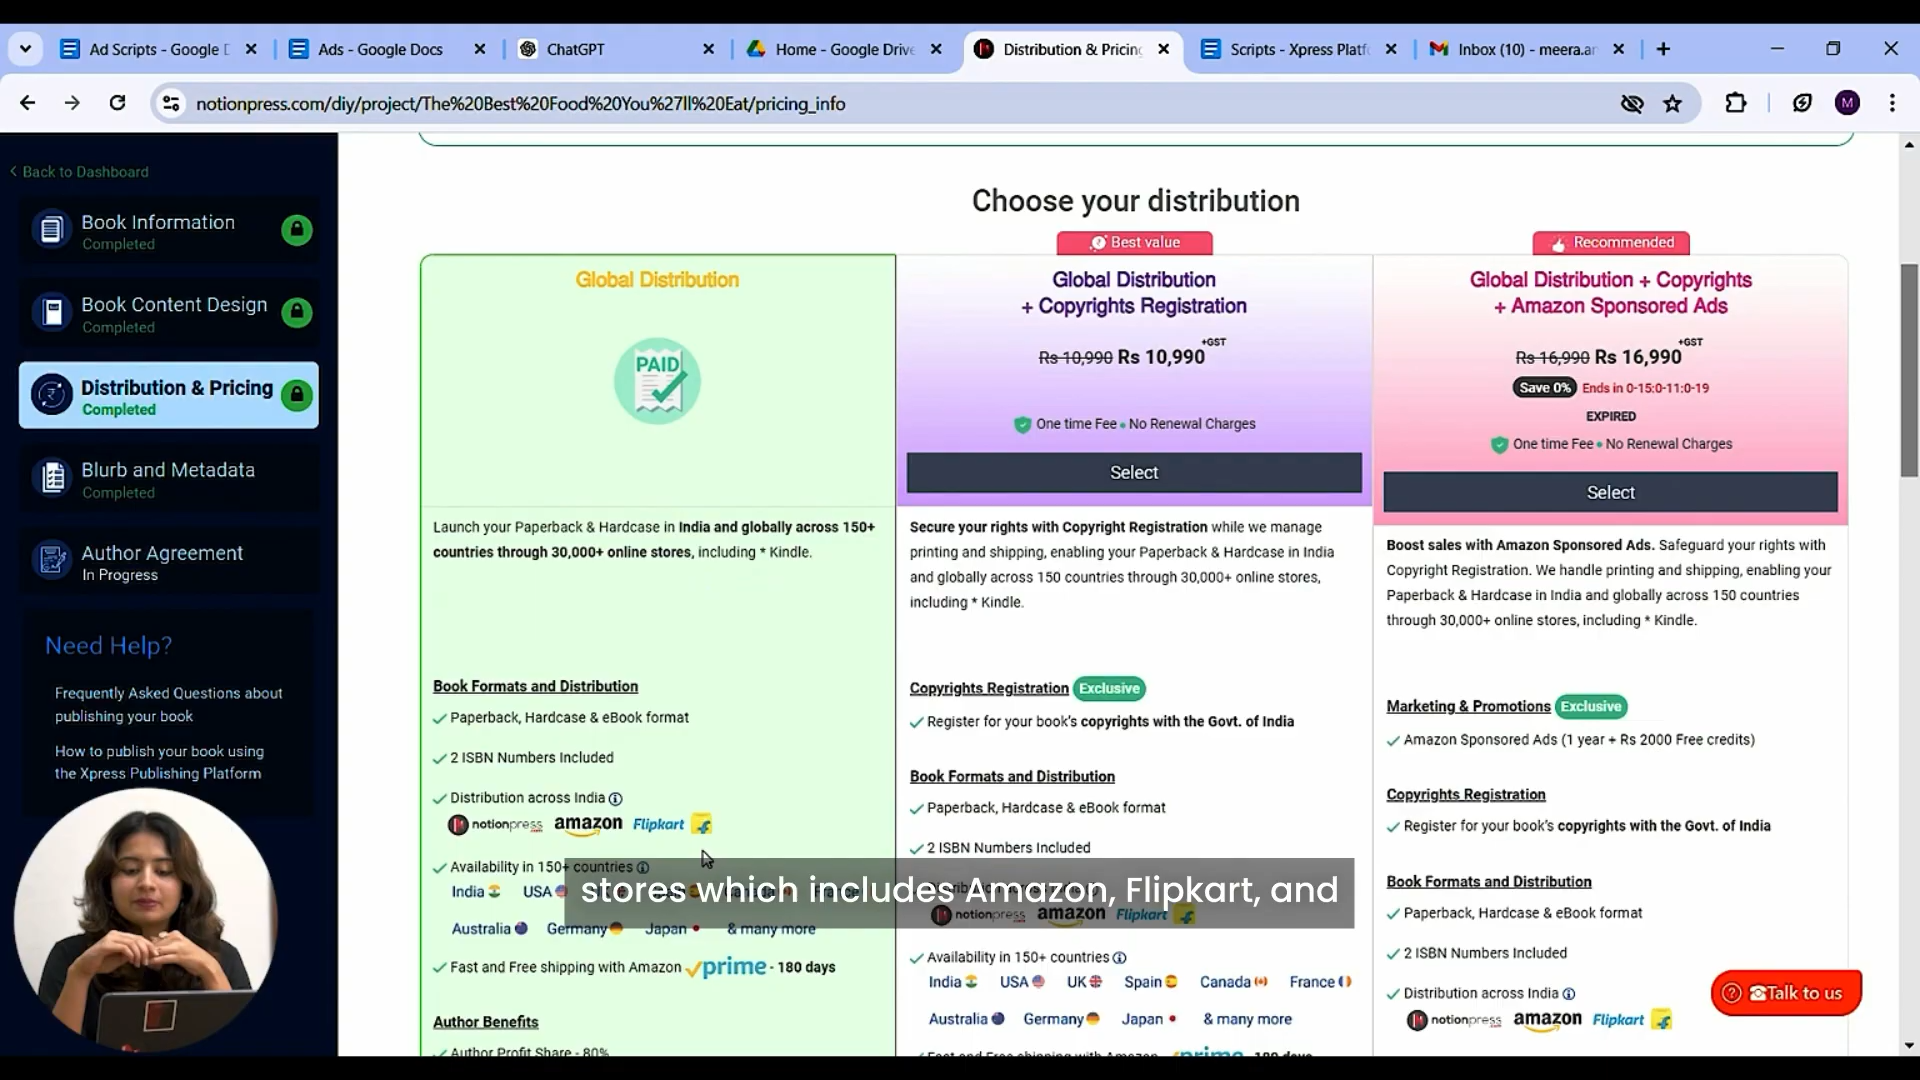 Ad Scripts - Google D
Ads - Google Docs
ChatGPT
Home - Google Drive
Distribution & Pricing
Scripts - Xpress Platfo
Inbox (10) - meera.ar
notionpress.com/diy/project/The%20Best%20Food%20You%27ll%20Eat/pricing_info
M
Back to Dashboard
Book Information
Completed
Book Content Design
Completed
Distribution & Pricing
Completed
Blurb and Metadata
Completed
Author Agreement
In Progress
Need Help?
Frequently Asked Questions about
publishing your book
How to publish your book using
the Xpress Publishing Platform
Choose your distribution
Global Distribution
PAID
Launch your Paperback & Hardcase in India and globally across 150+
countries through 30,000+ online stores, including * Kindle.
Book Formats and Distribution
Paperback, Hardcase & eBook format
2 ISBN Numbers Included
Distribution across India
notionpress amazon Flipkart
Availability in 150+ countries
India USA
Australia Germany Japan & many more
Fast and Free shipping with Amazon prime - 180 days
Author Benefits
Author Profit Share - 80%
Best value
Global Distribution
+ Copyrights Registration
Rs 10,990 Rs 10,990 +GST
One time Fee • No Renewal Charges
Select
Secure your rights with Copyright Registration while we manage
printing and shipping, enabling your Paperback & Hardcase in India
and globally across 150 countries through 30,000+ online stores,
including * Kindle.
Copyrights Registration Exclusive
Register for your book's copyrights with the Govt. of India
Book Formats and Distribution
Paperback, Hardcase & eBook format
2 ISBN Numbers Included
notionpress amazon Flipkart
Availability in 150+ countries
India USA UK Spain Canada France
Australia Germany Japan & many more
Fast and Free shipping with Amazon prime - 180 days
Recommended
Global Distribution + Copyrights
+ Amazon Sponsored Ads
Rs 16,990 Rs 16,990 +GST
Save 0% Ends in 0-15:0-11:0-19
EXPIRED
One time Fee • No Renewal Charges
Select
Boost sales with Amazon Sponsored Ads. Safeguard your rights with
Copyright Registration. We handle printing and shipping, enabling your
Paperback & Hardcase in India and globally across 150 countries
through 30,000+ online stores, including * Kindle.
Marketing & Promotions Exclusive
Amazon Sponsored Ads (1 year + Rs 2000 Free credits)
Copyrights Registration
Register for your book's copyrights with the Govt. of India
Book Formats and Distribution
Paperback, Hardcase & eBook format
2 ISBN Numbers Included
Distribution across India
notionpress amazon Flipkart
Talk to us
stores which includes Amazon, Flipkart, and